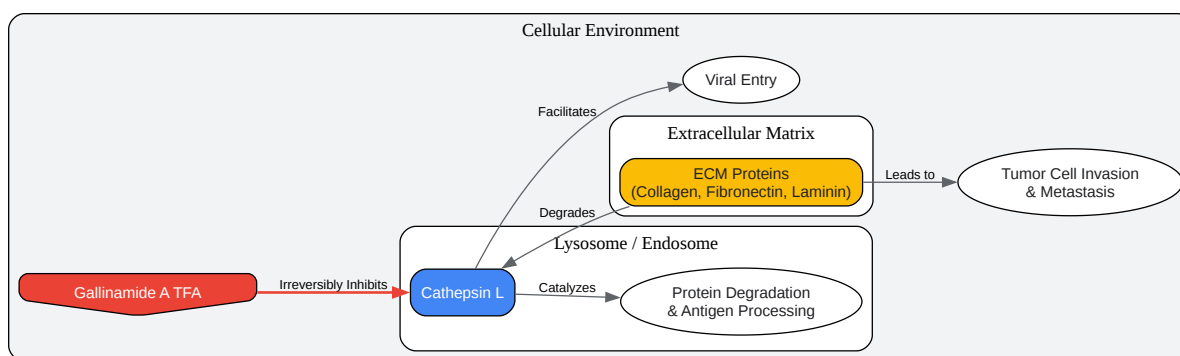 Cellular Environment
Viral Entry
Facilitates
Extracellular Matrix
ECM Proteins
(Collagen, Fibronectin, Laminin)
Leads to
Tumor Cell Invasion
& Metastasis
Degrades
Lysosome / Endosome
Gallinamide A TFA
Irreversibly Inhibits
Cathepsin L
Catalyzes
Protein Degradation
& Antigen Processing